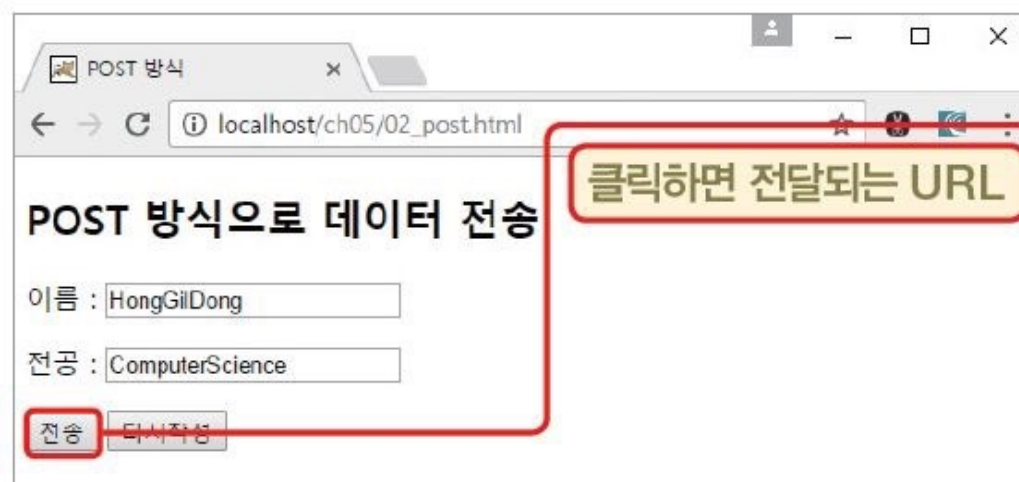 POST 방식
localhost/ch05/02_post.html
클릭하면 전달되는 URL
POST 방식으로 데이터 전송
이름 : HongGilDong
전공 : ComputerScience
전송 다시작성